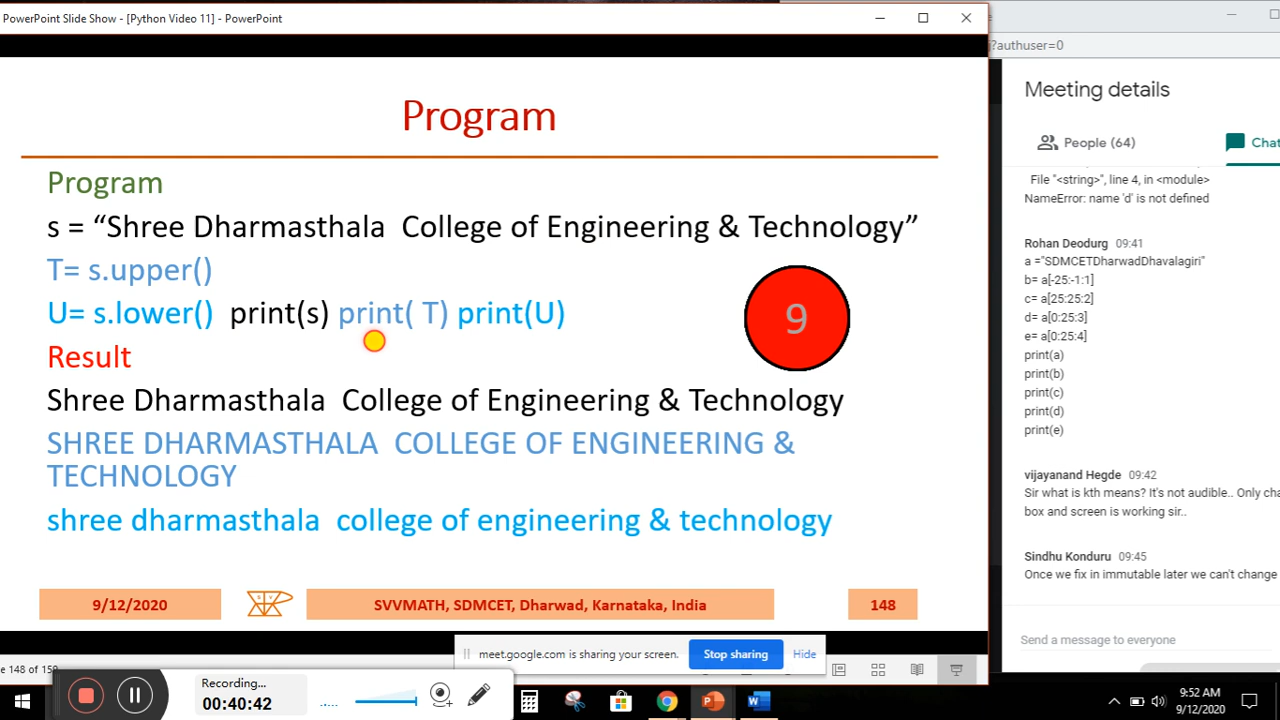 PowerPoint Slide Show - [Python Video 11] - PowerPoint
?authuser=0
Program
Program
s = “Shree Dharmasthala  College of Engineering & Technology”
T= s.upper()
U= s.lower()  print(s) print( T) print(U)
9
Result
Shree Dharmasthala  College of Engineering & Technology
SHREE DHARMASTHALA  COLLEGE OF ENGINEERING &
TECHNOLOGY
shree dharmasthala  college of engineering & technology
9/12/2020
SVVMATH, SDMCET, Dharwad, Karnataka, India
148
Meeting details
People (64)
Chat
File "<string>", line 4, in <module>
NameError: name 'd' is not defined
Rohan Deodurg 09:41
a ="SDMCETDharwadDhavalagiri"
b= a[-25:-1:1]
c= a[25:25:2]
d= a[0:25:3]
e= a[0:25:4]
print(a)
print(b)
print(c)
print(d)
print(e)
vijayanand Hegde 09:42
Sir what is kth means? It's not audible.. Only cha
box and screen is working sir..
Sindhu Konduru 09:45
Once we fix in immutable later we can't change
Send a message to everyone
meet.google.com is sharing your screen.
Stop sharing
Hide
e 148 of 159
Recording...
00:40:42
9:52 AM
9/12/2020